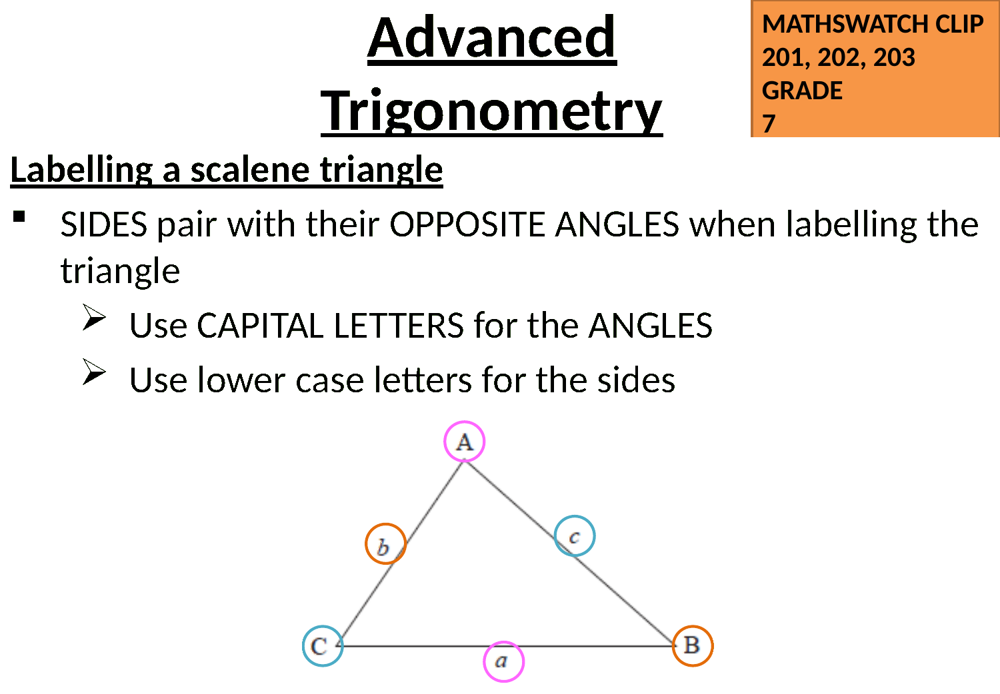 Advanced
Trigonometry
MATHSWATCH CLIP
201, 202, 203
GRADE
7
Labelling a scalene triangle
SIDES pair with their OPPOSITE ANGLES when labelling the
triangle
Use CAPITAL LETTERS for the ANGLES
Use lower case letters for the sides
A
b
c
C
B
a